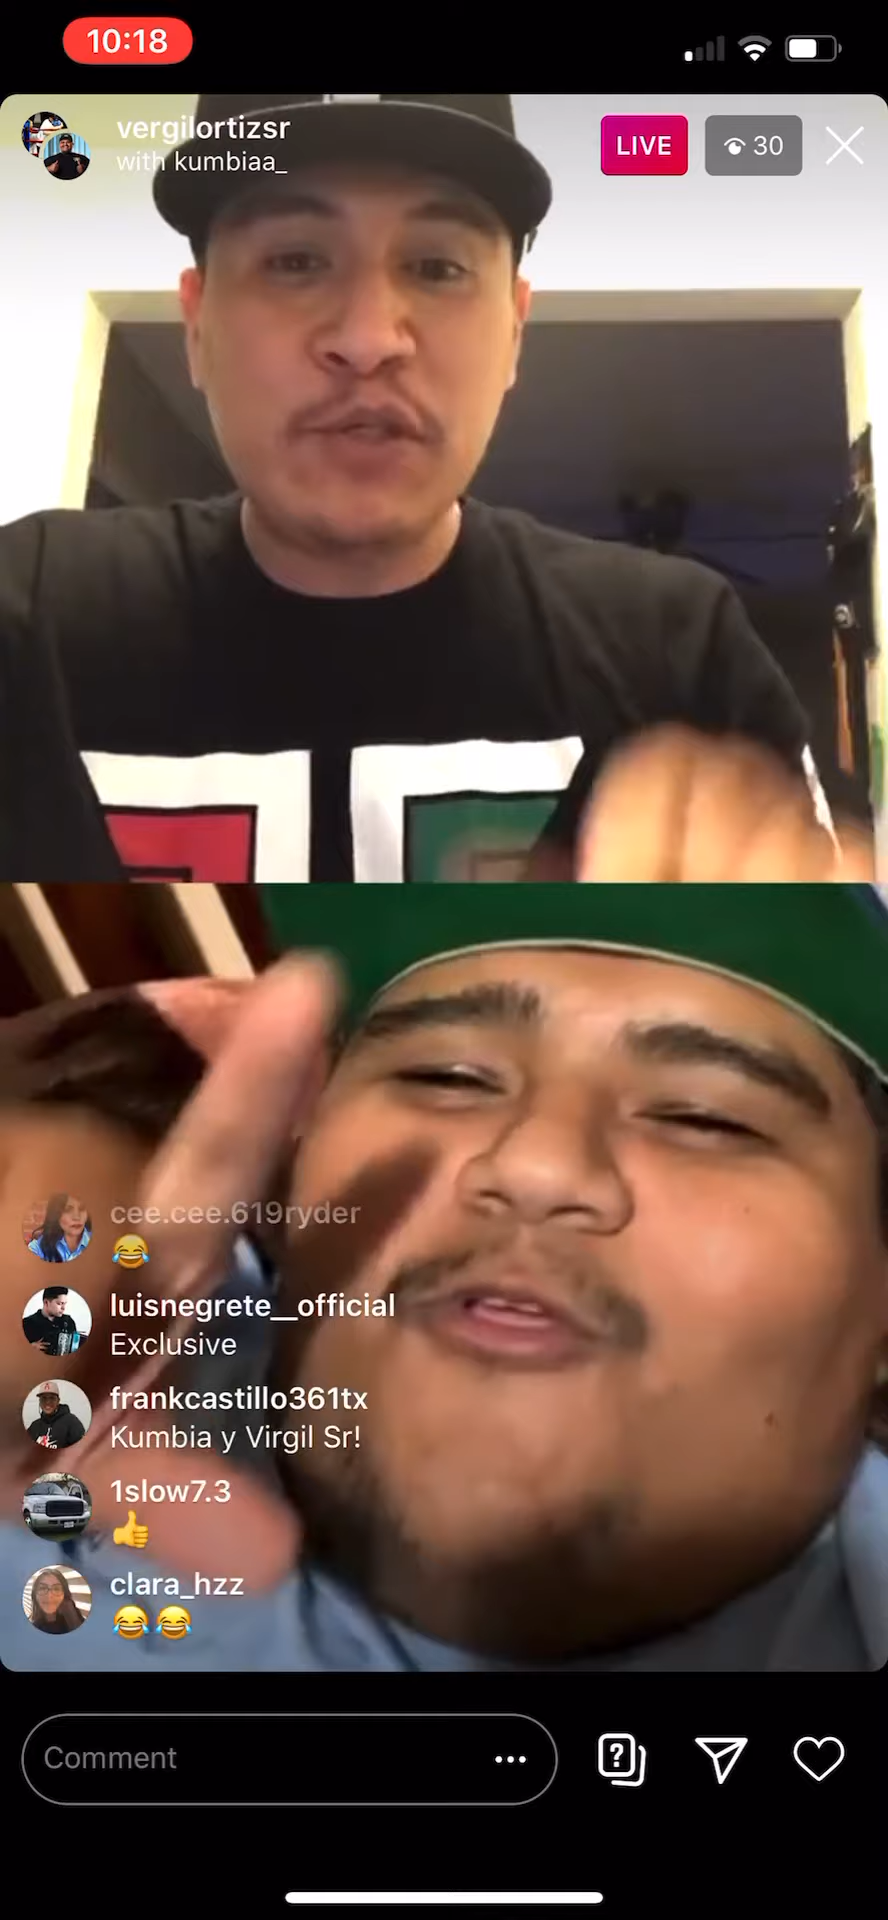 10:18
vergilortizsr
with kumbiaa_
LIVE
30
cee.cee.619ryder
😂
luisnegrete__official
Exclusive
frankcastillo361tx
Kumbia y Virgil Sr!
1slow7.3
👍
clara_hzz
😂😂
Comment